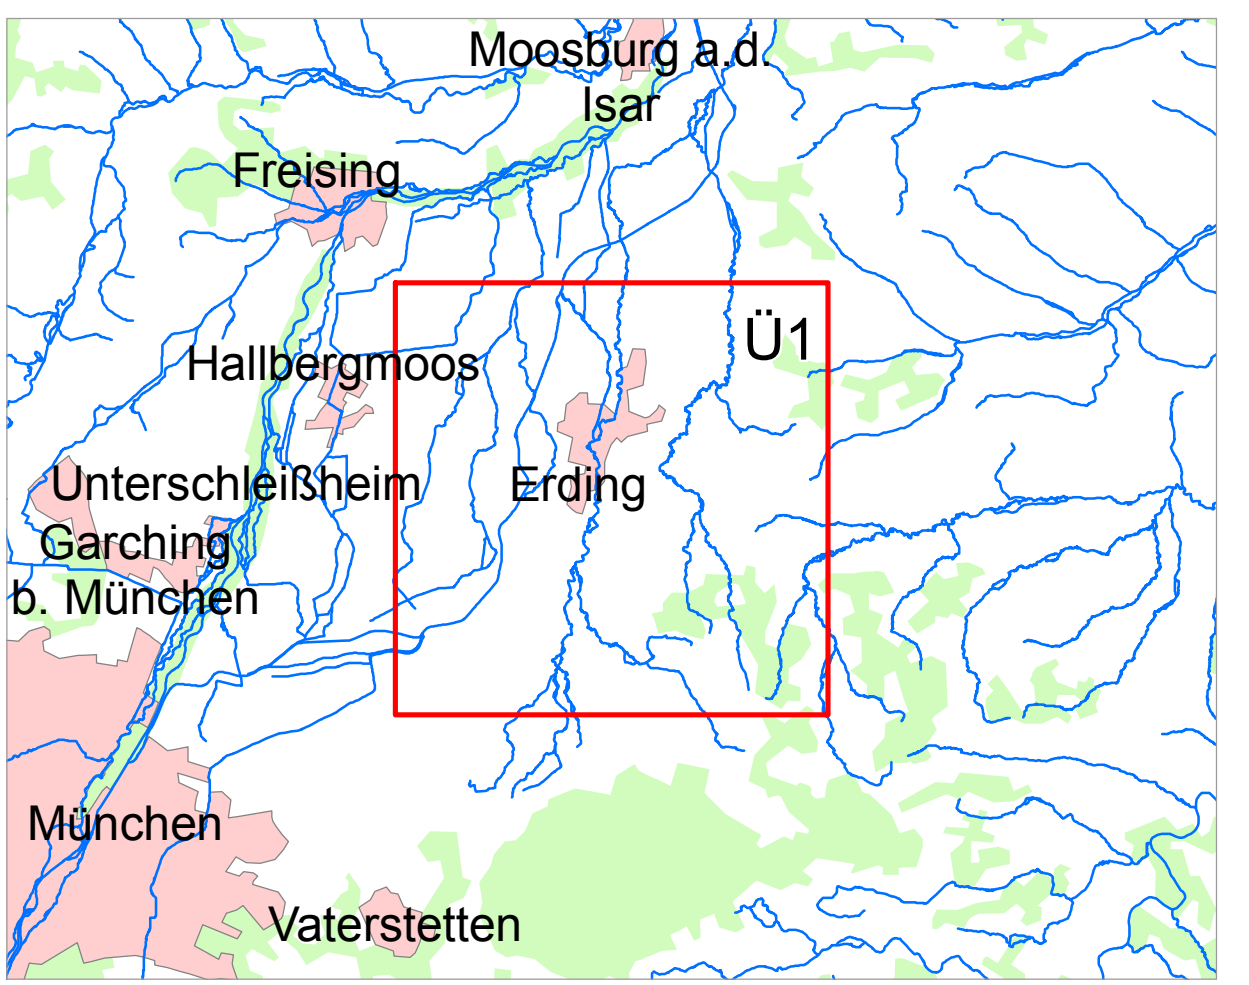 Moosburg a.d.
Isar
Freising
Ü1
Hallbergmoos
Unterschleißheim
Erding
Garching
b. München
München
Vaterstetten